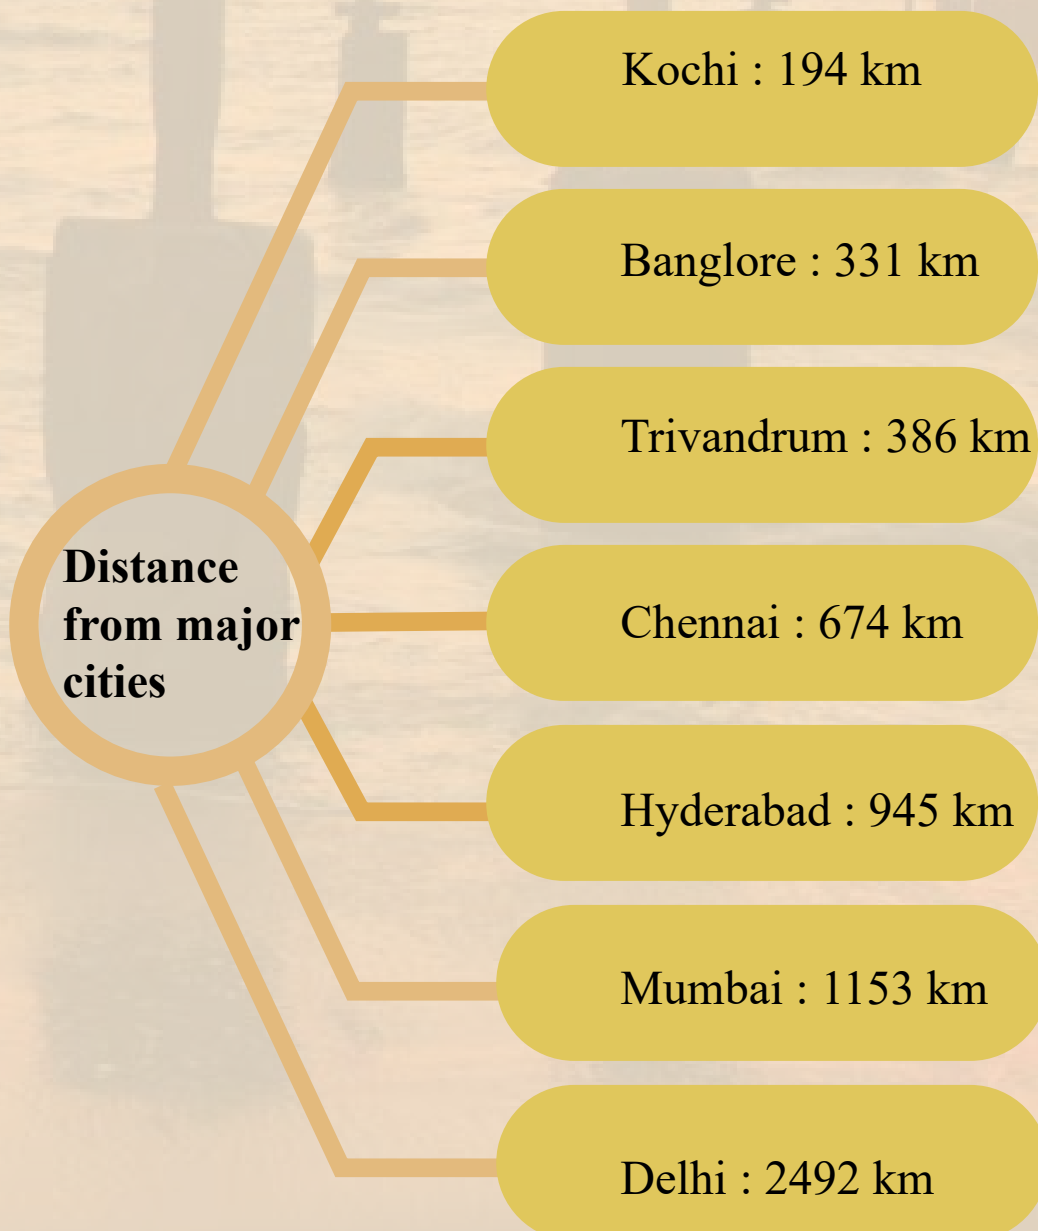 Kochi : 194 km
Banglore : 331 km
Trivandrum : 386 km
Distance
from major
cities
Chennai : 674 km
Hyderabad : 945 km
Mumbai : 1153 km
Delhi : 2492 km